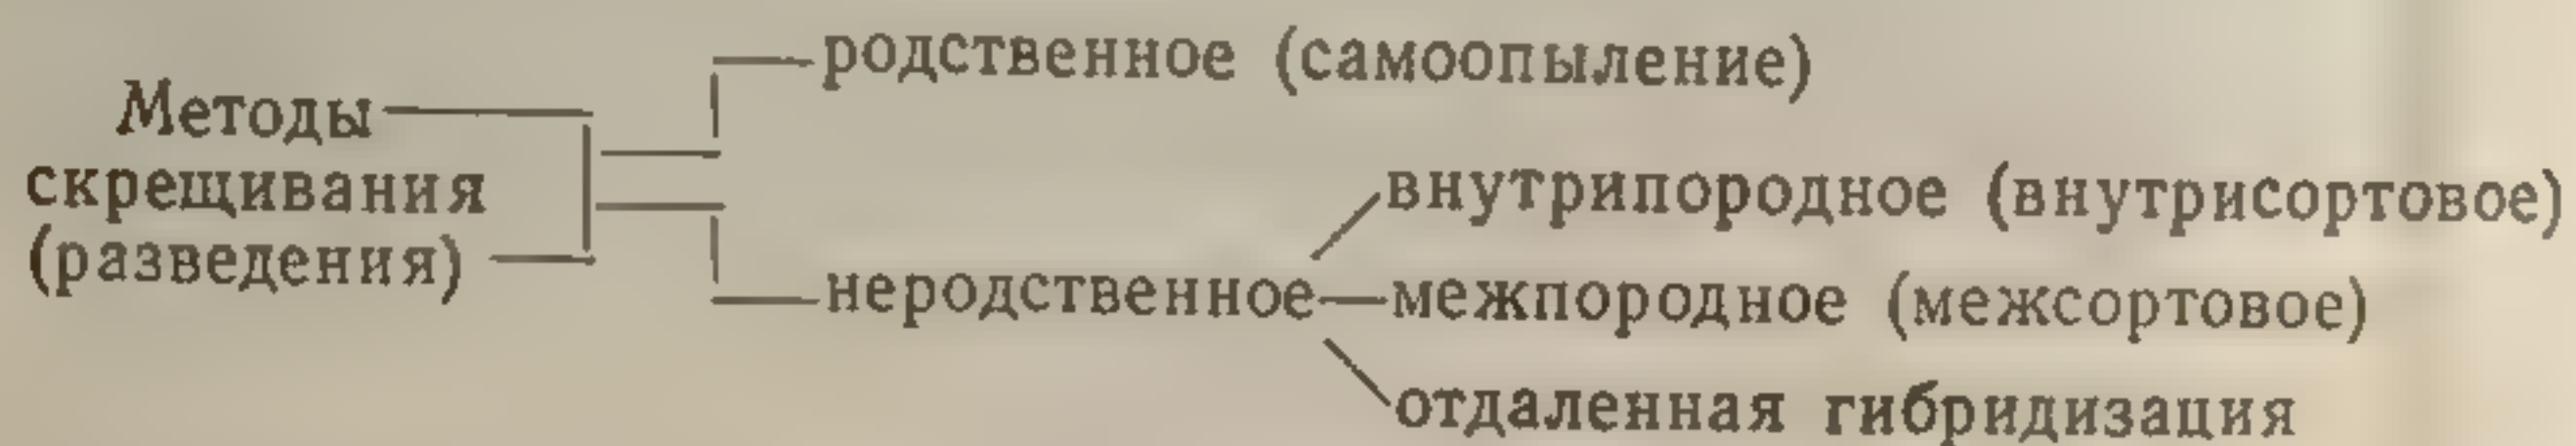 родственное (самоопыление)
Методы
скрещивания
(разведения)
внутрипородное (внутрисортовое)
неродственное
межпородное (межсортовое)
отдаленная гибридизация